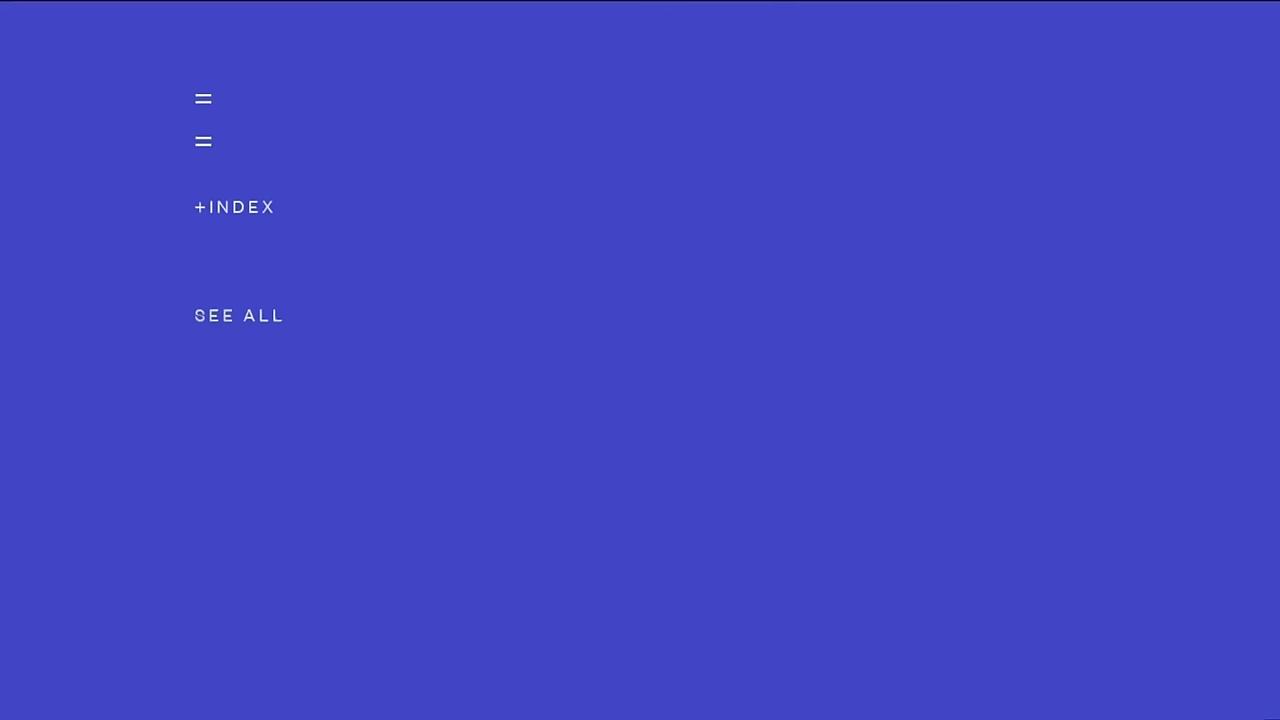 =
=
+INDEX
SEE ALL